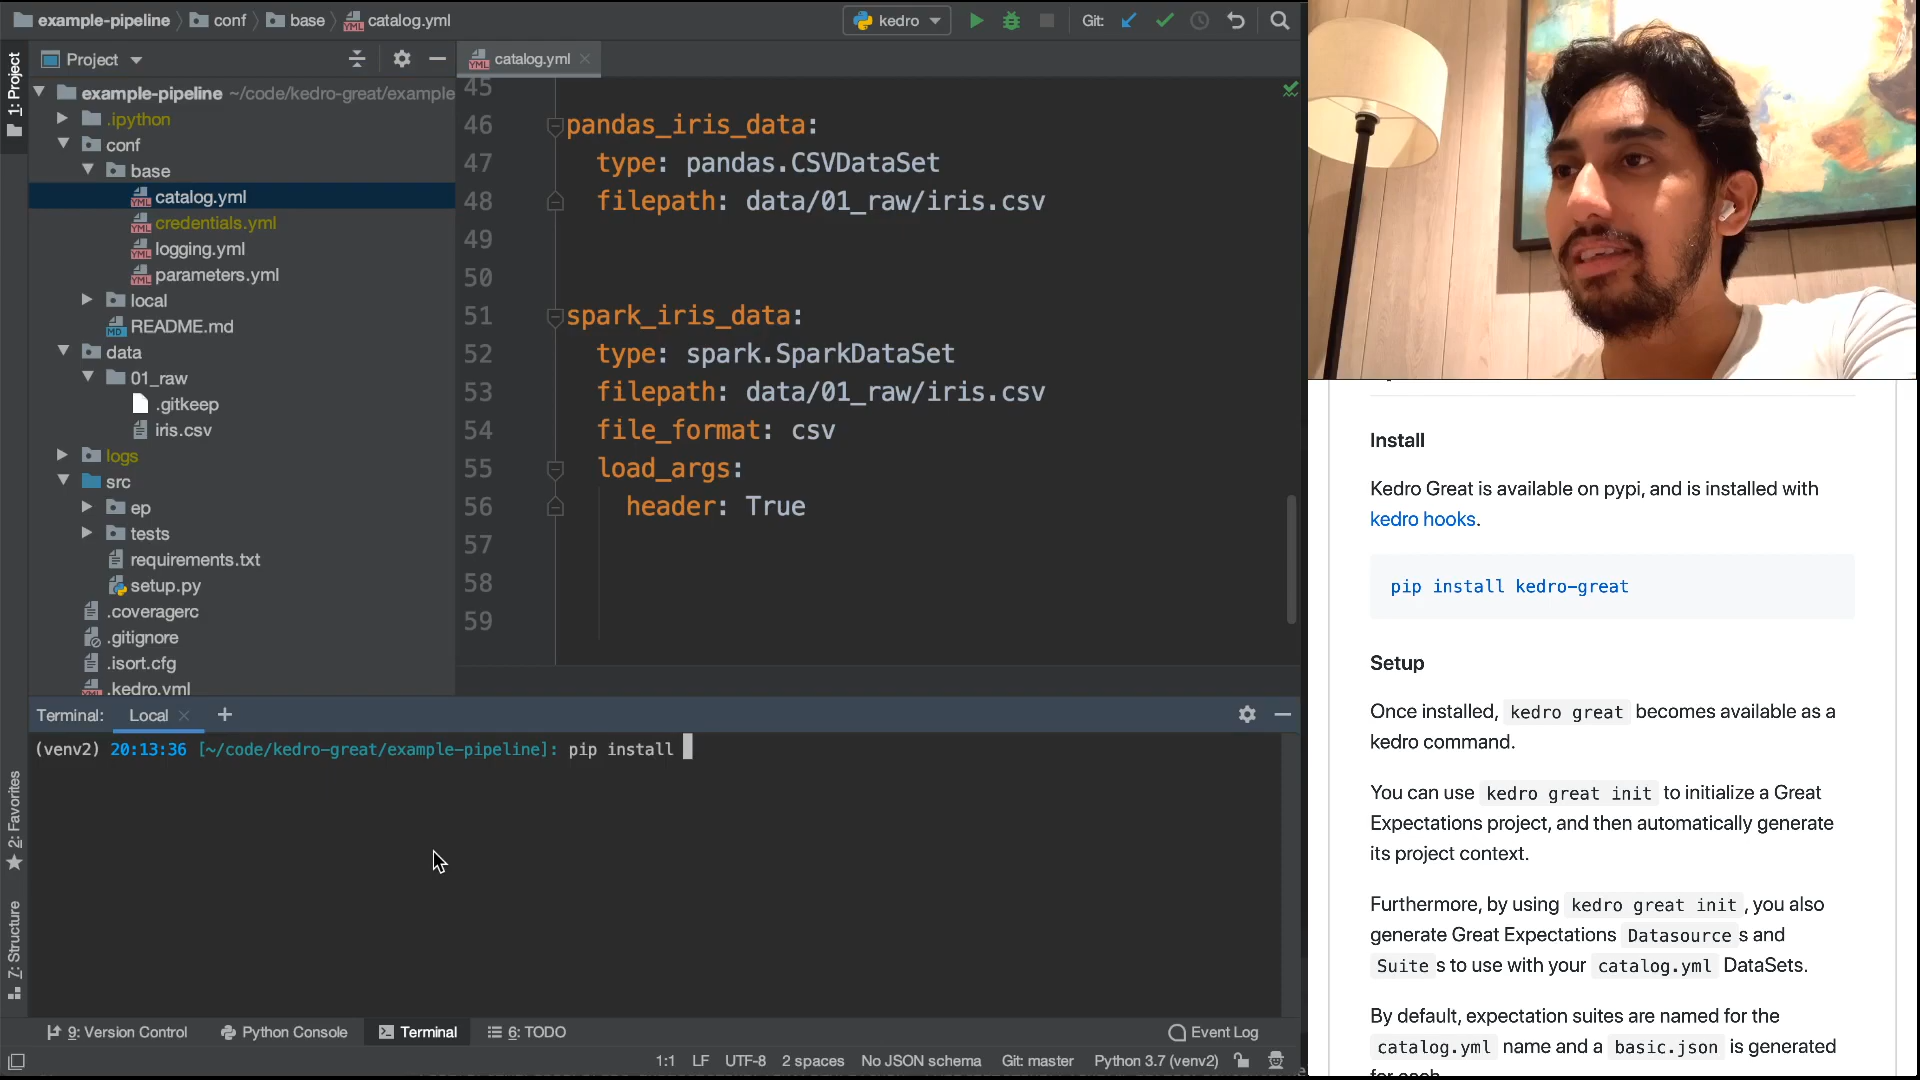 example-pipeline
conf
base
catalog.yml
kedro
Git:
1: Project
Project
catalog.yml
example-pipeline ~/code/kedro-great/example
.ipython
conf
base
catalog.yml
credentials.yml
logging.yml
parameters.yml
local
README.md
data
01_raw
.gitkeep
iris.csv
logs
src
ep
tests
requirements.txt
setup.py
.coveragerc
.gitignore
.isort.cfg
.kedro.yml
45
46 pandas_iris_data:
47 type: pandas.CSVDataSet
48 filepath: data/01_raw/iris.csv
49
50
51 spark_iris_data:
52 type: spark.SparkDataSet
53 filepath: data/01_raw/iris.csv
54 file_format: csv
55 load_args:
56 header: True
57
58
59
Terminal: Local +
(venv2) 20:13:36 [~/code/kedro-great/example-pipeline]: pip install
2: Favorites
7: Structure
9: Version Control
Python Console
Terminal
6: TODO
Event Log
1:1 LF UTF-8 2 spaces No JSON schema Git: master Python 3.7 (venv2)
Install
Kedro Great is available on pypi, and is installed with
kedro hooks.
pip install kedro-great
Setup
Once installed, kedro great becomes available as a
kedro command.
You can use kedro great init to initialize a Great
Expectations project, and then automatically generate
its project context.
Furthermore, by using kedro great init , you also
generate Great Expectations Datasource s and
Suite s to use with your catalog.yml DataSets.
By default, expectation suites are named for the
catalog.yml name and a basic.json is generated
for each